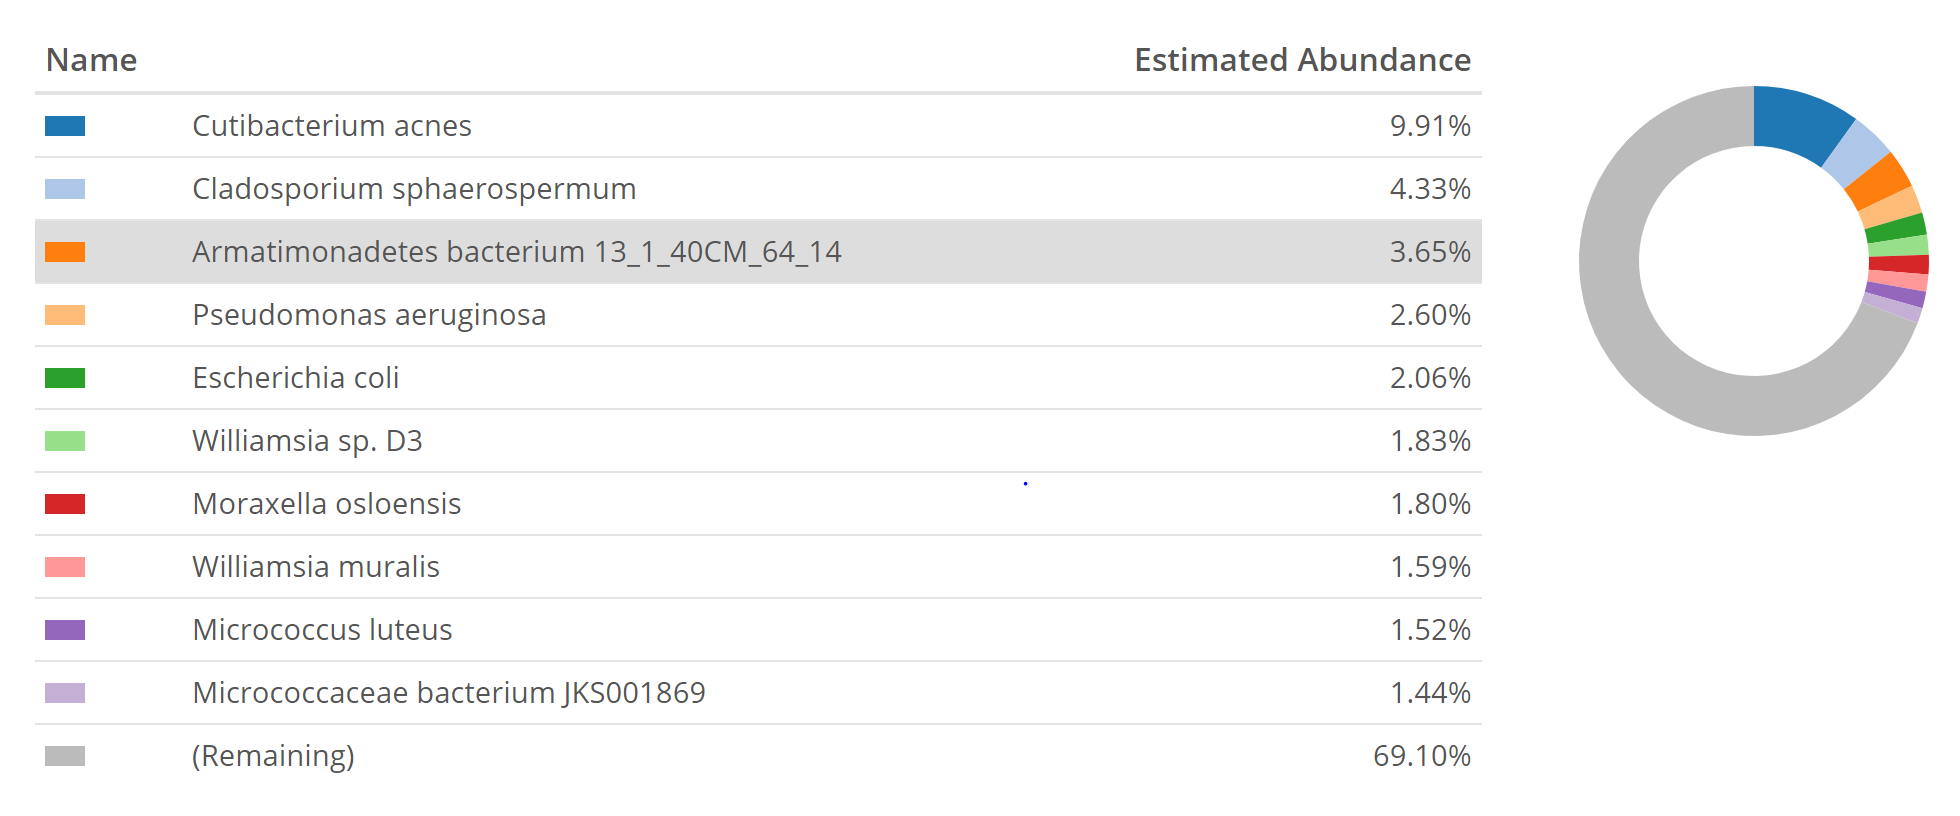 Name Estimated Abundance
Cutibacterium acnes 9.91%
Cladosporium sphaerospermum 4.33%
Armatimonadetes bacterium 13_1_40CM_64_14 3.65%
Pseudomonas aeruginosa 2.60%
Escherichia coli 2.06%
Williamsia sp. D3 1.83%
Moraxella osloensis 1.80%
Williamsia muralis 1.59%
Micrococcus luteus 1.52%
Micrococcaceae bacterium JKS001869 1.44%
(Remaining) 69.10%